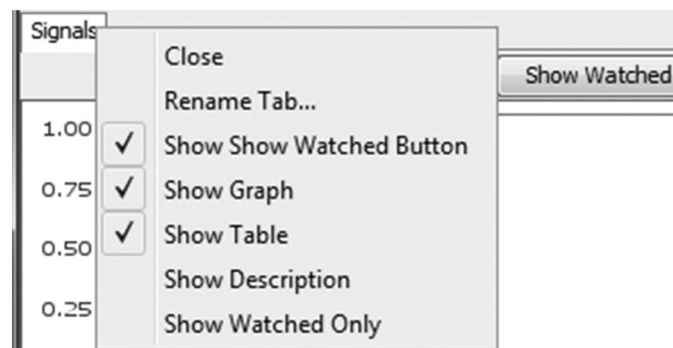 Signals
Close
Show Watched
Rename Tab...
1.00
✓ Show Show Watched Button
0.75
✓ Show Graph
✓ Show Table
0.50
Show Description
0.25
Show Watched Only